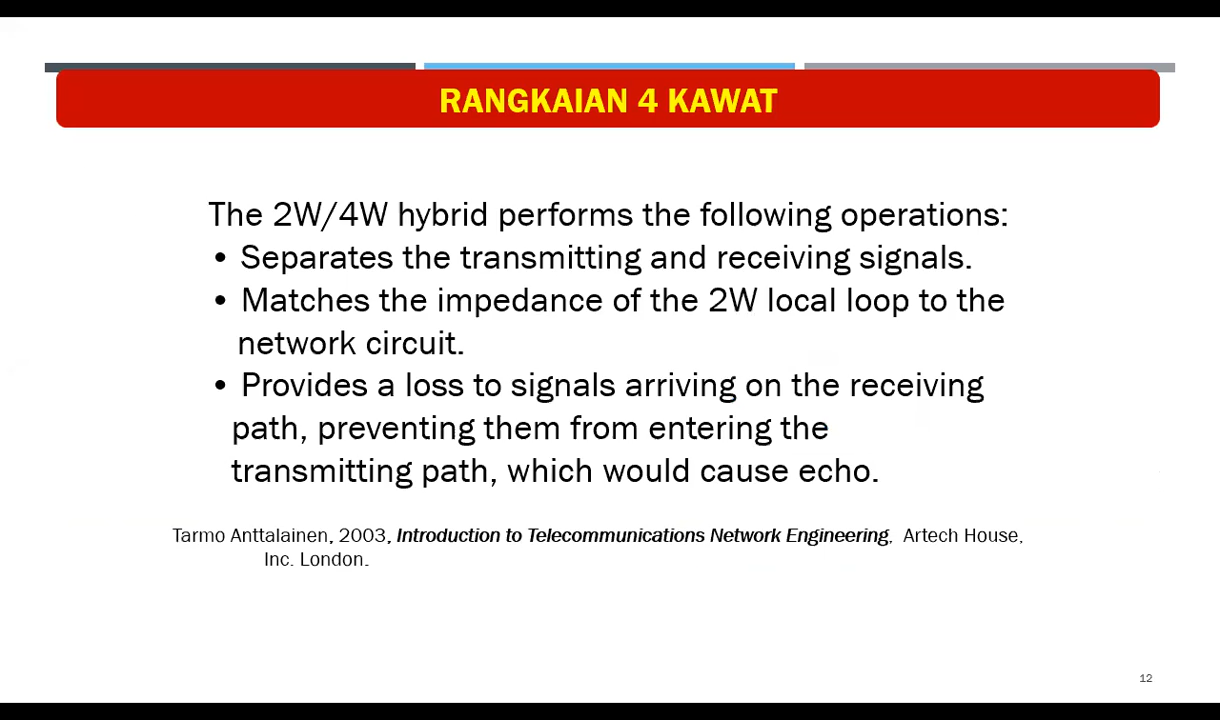 RANGKAIAN 4 KAWAT
The 2W/4W hybrid performs the following operations:
• Separates the transmitting and receiving signals.
• Matches the impedance of the 2W local loop to the
network circuit.
• Provides a loss to signals arriving on the receiving
path, preventing them from entering the
transmitting path, which would cause echo.
Tarmo Anttalainen, 2003, Introduction to Telecommunications Network Engineering, Artech House,
Inc. London.
12